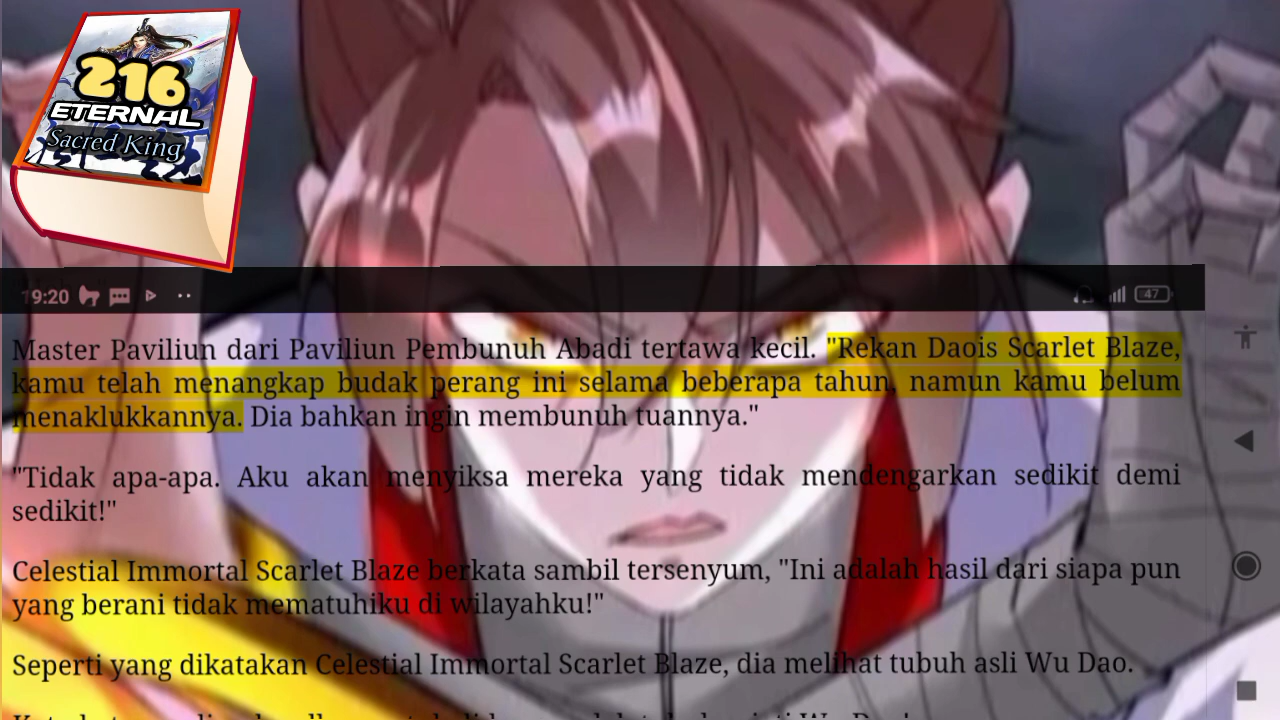 216
ETERNAL
Sacred King
19:20
47
Master Paviliun dari Paviliun Pembunuh Abadi tertawa kecil. "Rekan Daois Scarlet Blaze,
kamu telah menangkap budak perang ini selama beberapa tahun, namun kamu belum
menaklukkannya. Dia bahkan ingin membunuh tuannya."
"Tidak apa-apa. Aku akan menyiksa mereka yang tidak mendengarkan sedikit demi
sedikit!"
Celestial Immortal Scarlet Blaze berkata sambil tersenyum, "Ini adalah hasil dari siapa pun
yang berani tidak mematuhiku di wilayahku!"
Seperti yang dikatakan Celestial Immortal Scarlet Blaze, dia melihat tubuh asli Wu Dao.